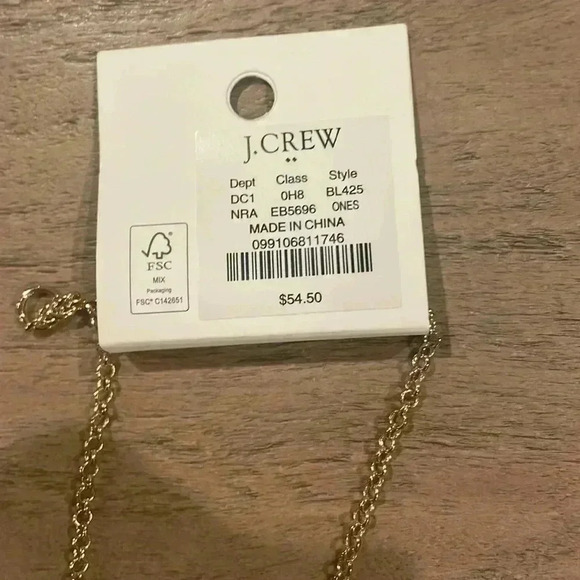 J.CREW
Dept Class Style
DC1 0H8 BL425
NRA EB5696 ONES
MADE IN CHINA
099106811746
$54.50
FSC
MIX
Packaging
FSC® C142651